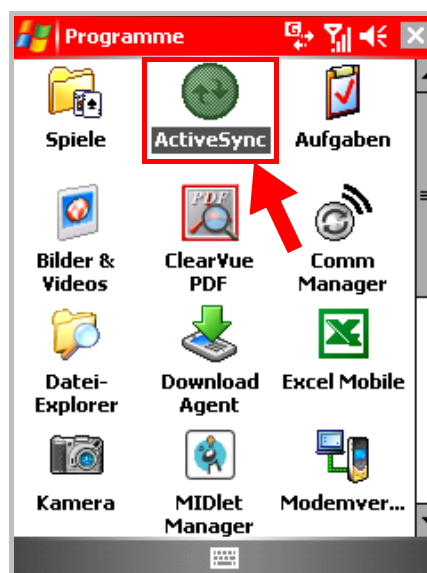 Programme
G
Spiele
ActiveSync
Aufgaben
PDF
Bilder &
Videos
ClearVue
PDF
Comm
Manager
Datei-
Explorer
Download
Agent
Excel Mobile
Kamera
MIDlet
Manager
Modemver...